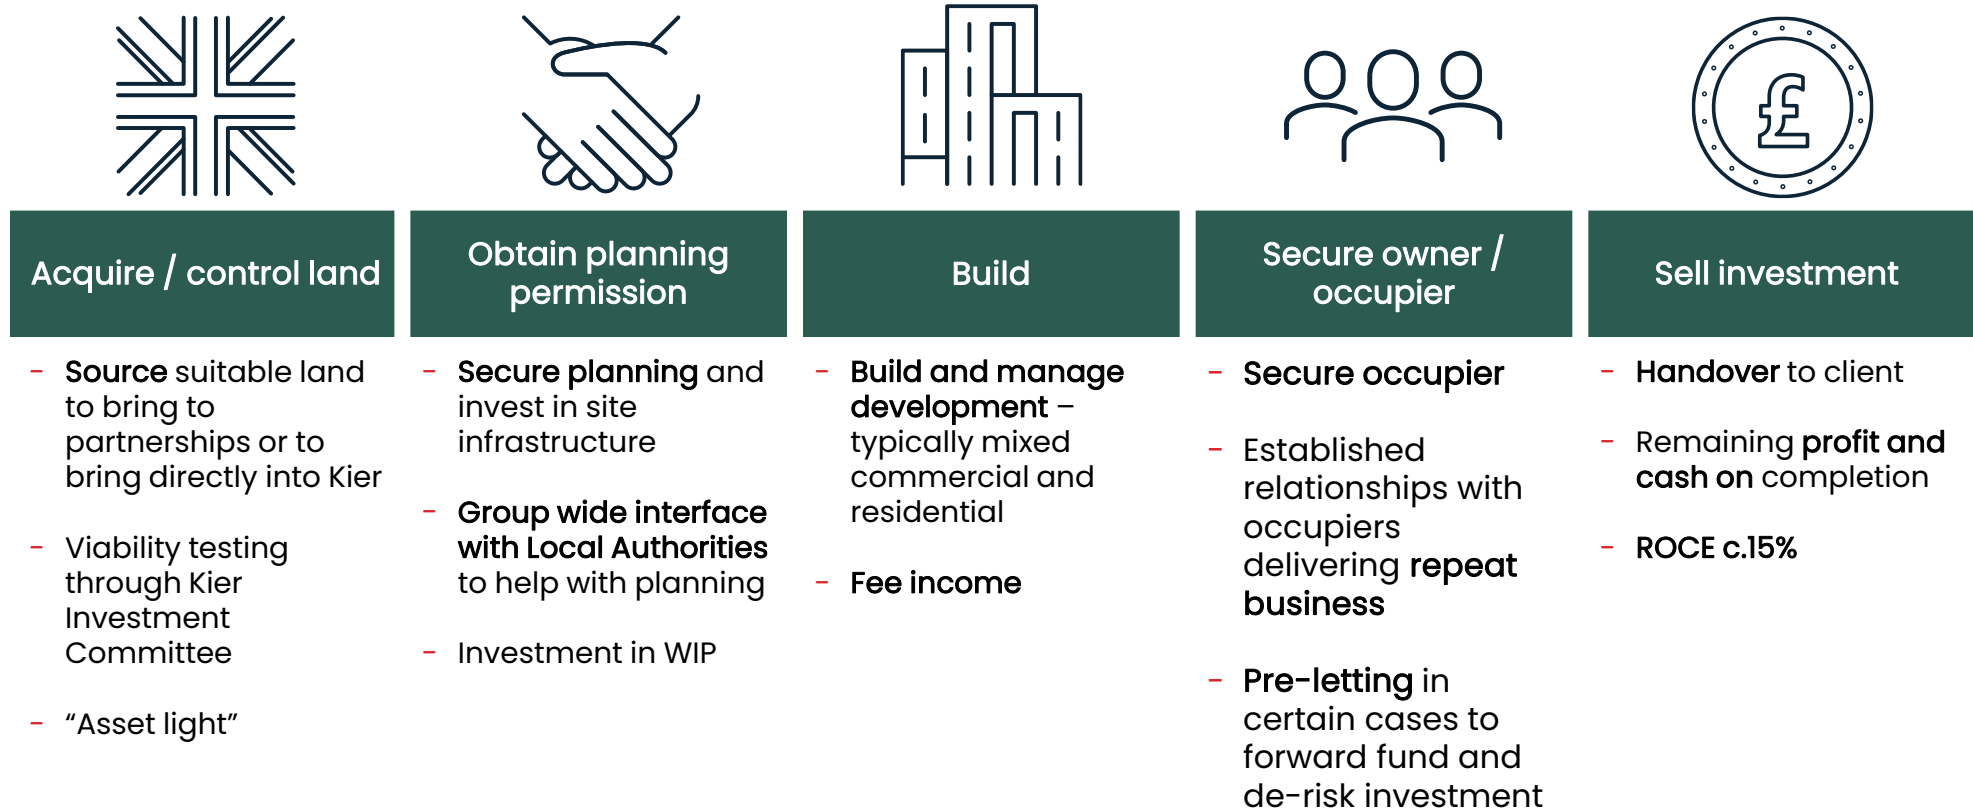 £
Acquire / control land
Obtain planning
permission
Build
Secure owner /
occupier
Sell investment
- Source suitable land
to bring to
partnerships or to
bring directly into Kier
- Viability testing
through Kier
Investment
Committee
- “Asset light”
- Secure planning and
invest in site
infrastructure
- Group wide interface
with Local Authorities
to help with planning
- Investment in WIP
- Build and manage
development –
typically mixed
commercial and
residential
- Fee income
- Secure occupier
- Established
relationships with
occupiers
delivering repeat
business
- Pre-letting in
certain cases to
forward fund and
de-risk investment
- Handover to client
- Remaining profit and
cash on completion
- ROCE c.15%